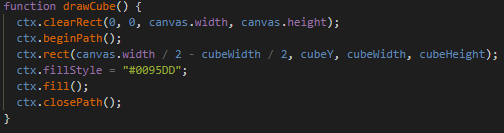 function drawCube() {
  ctx.clearRect(0, 0, canvas.width, canvas.height);
  ctx.beginPath();
  ctx.rect(canvas.width / 2 - cubeWidth / 2, cubeY, cubeWidth, cubeHeight);
  ctx.fillStyle = "#0095DD";
  ctx.fill();
  ctx.closePath();
}